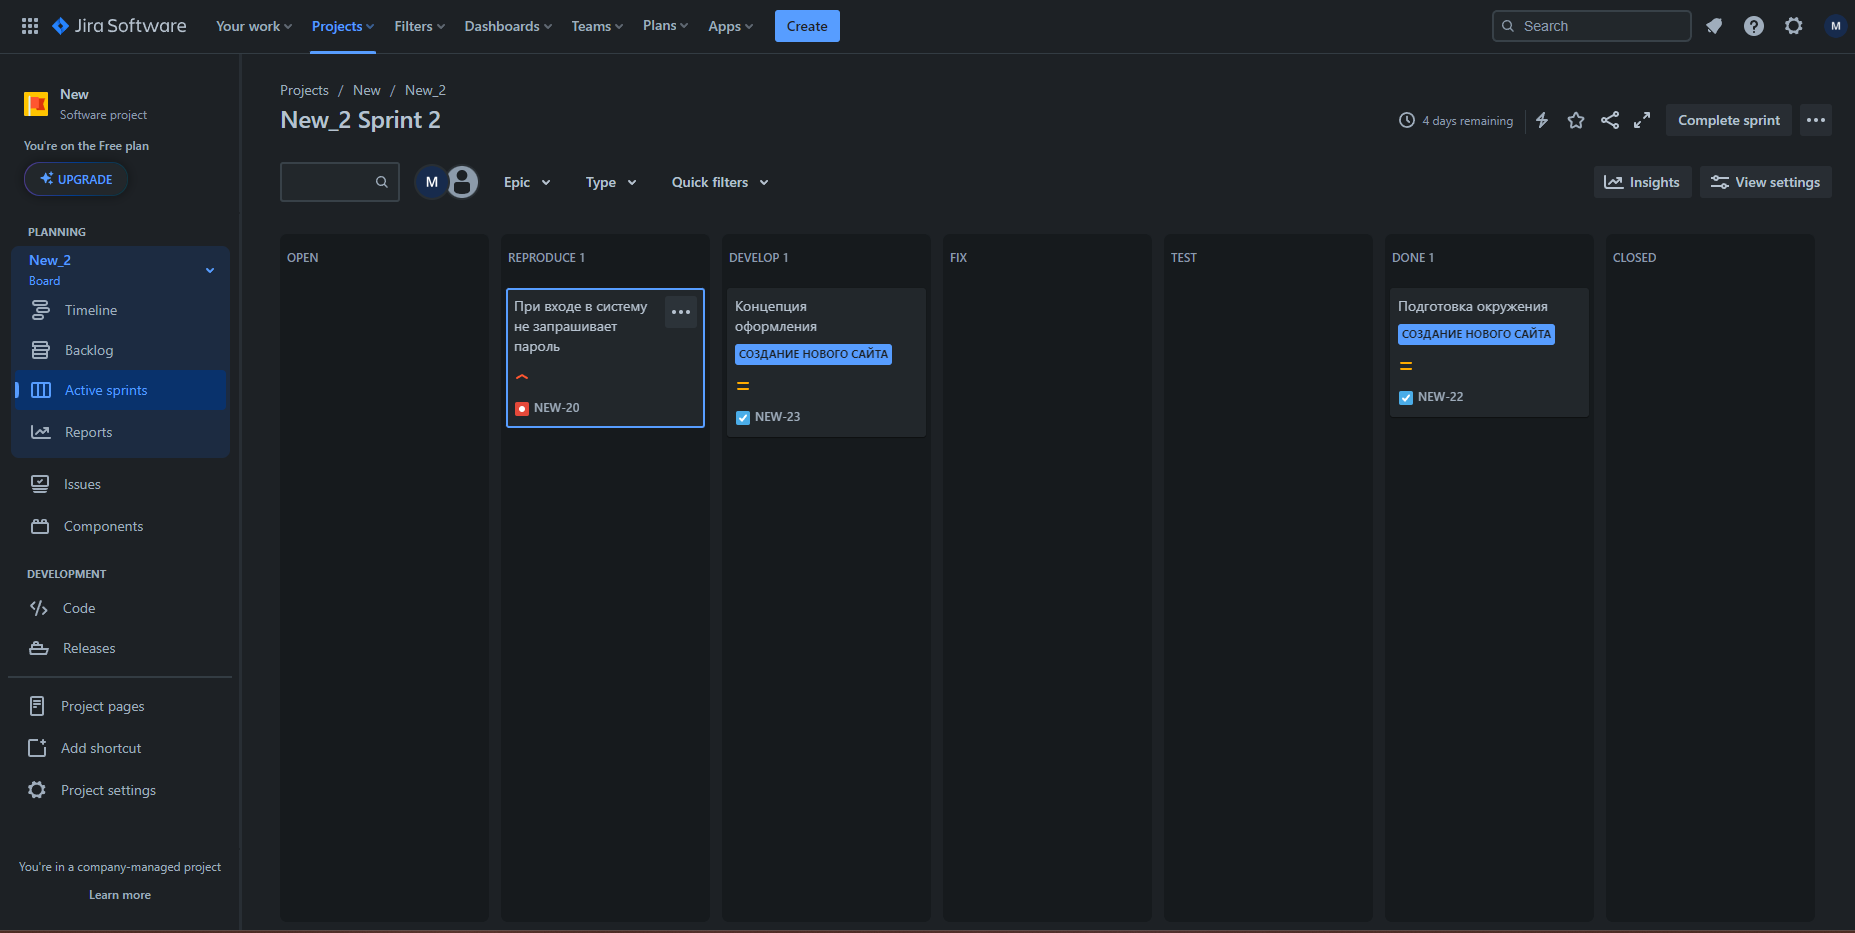 Jira Software Your work Projects Filters Dashboards Teams Plans Apps Create Search M
New
Software project
You're on the Free plan
UPGRADE
PLANNING
New_2
Board
Timeline
Backlog
Active sprints
Reports
Issues
Components
DEVELOPMENT
Code
Releases
Project pages
Add shortcut
Project settings
You're in a company-managed project
Learn more
Projects / New / New_2
New_2 Sprint 2
4 days remaining Complete sprint
M Epic Type Quick filters Insights View settings
OPEN
REPRODUCE 1
При входе в систему
не запрашивает
пароль
NEW-20
DEVELOP 1
Концепция
оформления
СОЗДАНИЕ НОВОГО САЙТА
NEW-23
FIX
TEST
DONE 1
Подготовка окружения
СОЗДАНИЕ НОВОГО САЙТА
NEW-22
CLOSED